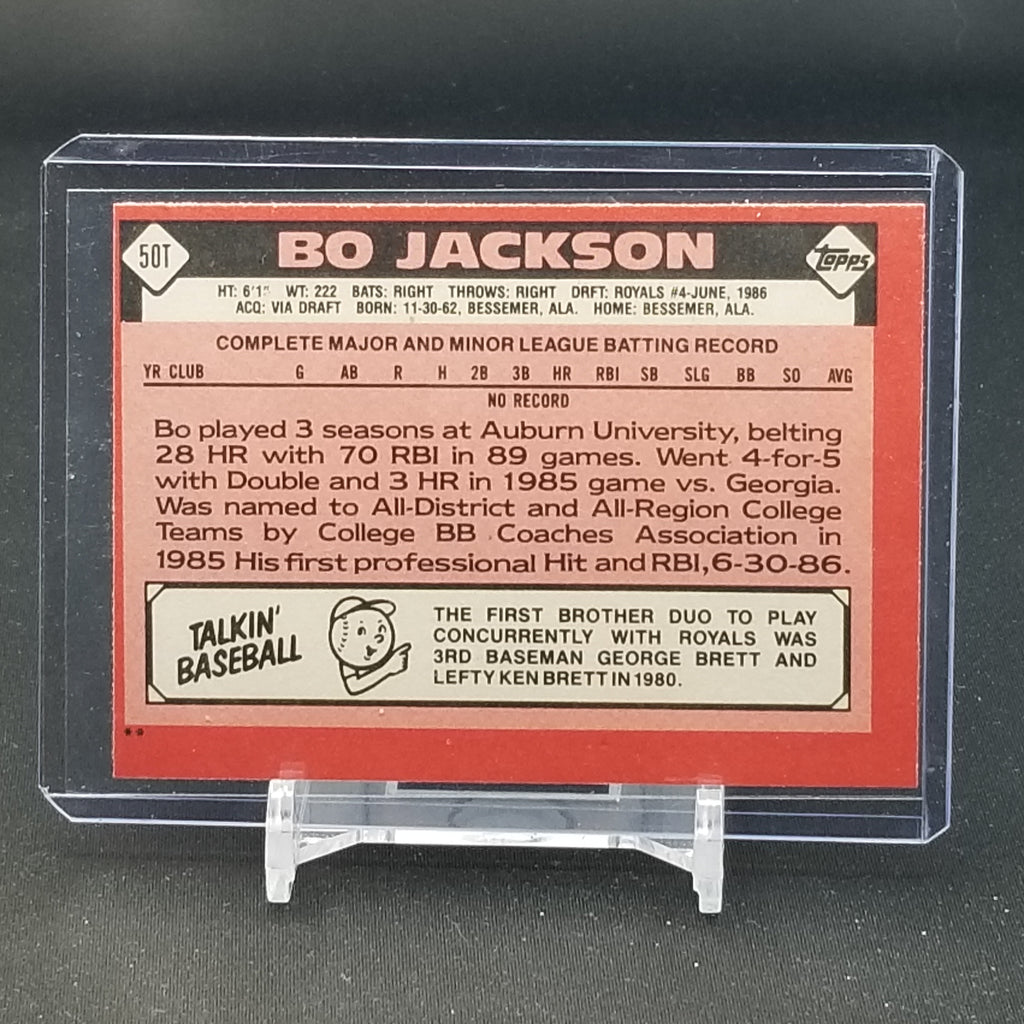 50T BO JACKSON Topps
HT: 6'1" WT: 222 BATS: RIGHT THROWS: RIGHT DRFT: ROYALS #4-JUNE, 1986
ACQ: VIA DRAFT BORN: 11-30-62, BESSEMER, ALA. HOME: BESSEMER, ALA.
COMPLETE MAJOR AND MINOR LEAGUE BATTING RECORD
YR CLUB G AB R H 2B 3B HR RBI SB SLG BB SO AVG
NO RECORD
Bo played 3 seasons at Auburn University, belting
28 HR with 70 RBI in 89 games. Went 4-for-5
with Double and 3 HR in 1985 game vs. Georgia.
Was named to All-District and All-Region College
Teams by College BB Coaches Association in
1985 His first professional Hit and RBI, 6-30-86.
TALKIN'
BASEBALL
THE FIRST BROTHER DUO TO PLAY
CONCURRENTLY WITH ROYALS WAS
3RD BASEMAN GEORGE BRETT AND
LEFTY KEN BRETT IN 1980.
**